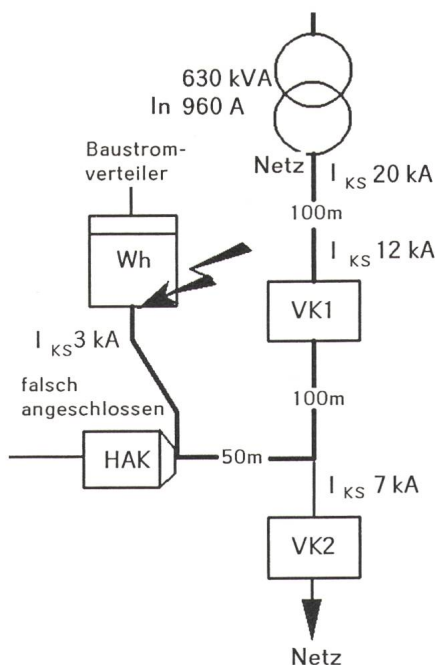 630 kVA
In 960 A
Baustrom-
verteiler
Netz
I KS 20 kA
100m
Wh
I KS 12 kA
VK1
I KS 3 kA
falsch
angeschlossen
100m
HAK
50m
I KS 7 kA
VK2
Netz